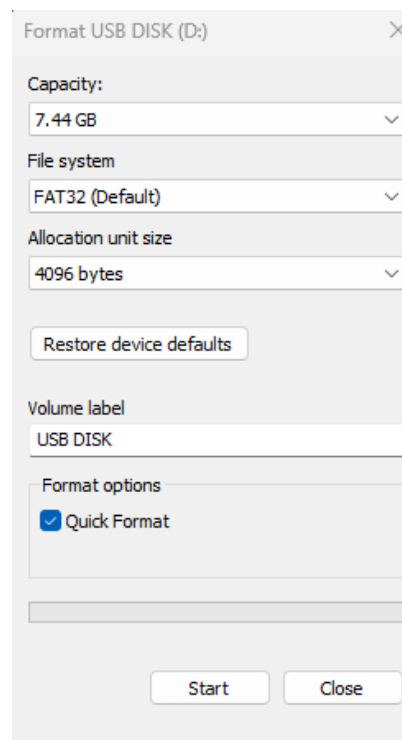 Format USB DISK (D:)
Capacity:
7.44 GB
File system
FAT32 (Default)
Allocation unit size
4096 bytes
Restore device defaults
Volume label
USB DISK
Format options
Quick Format
Start
Close